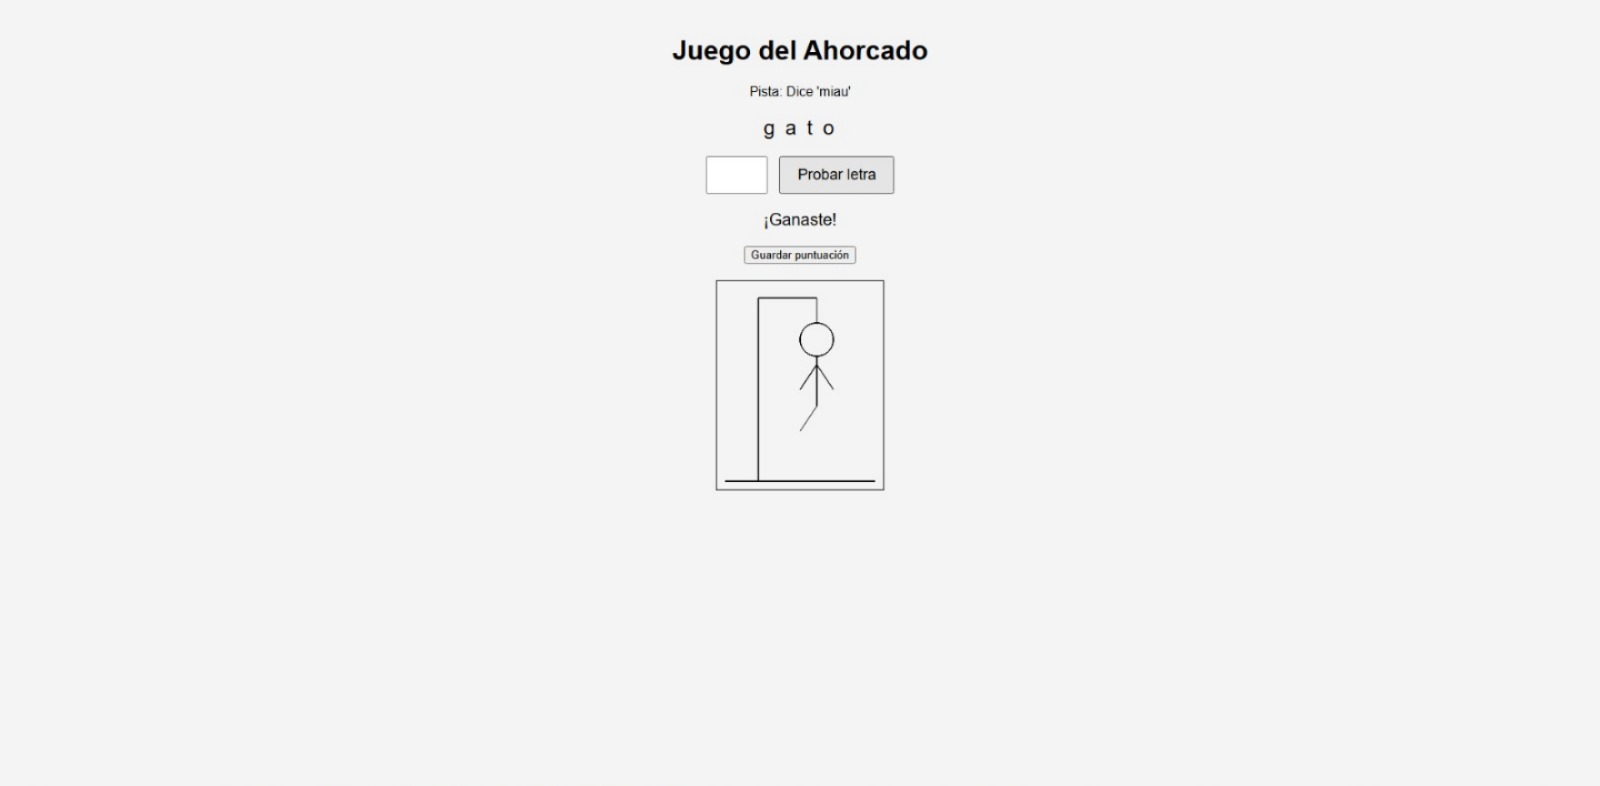 Juego del Ahorcado
Pista: Dice 'miau'
g a t o
Probar letra
¡Ganaste!
Guardar puntuación